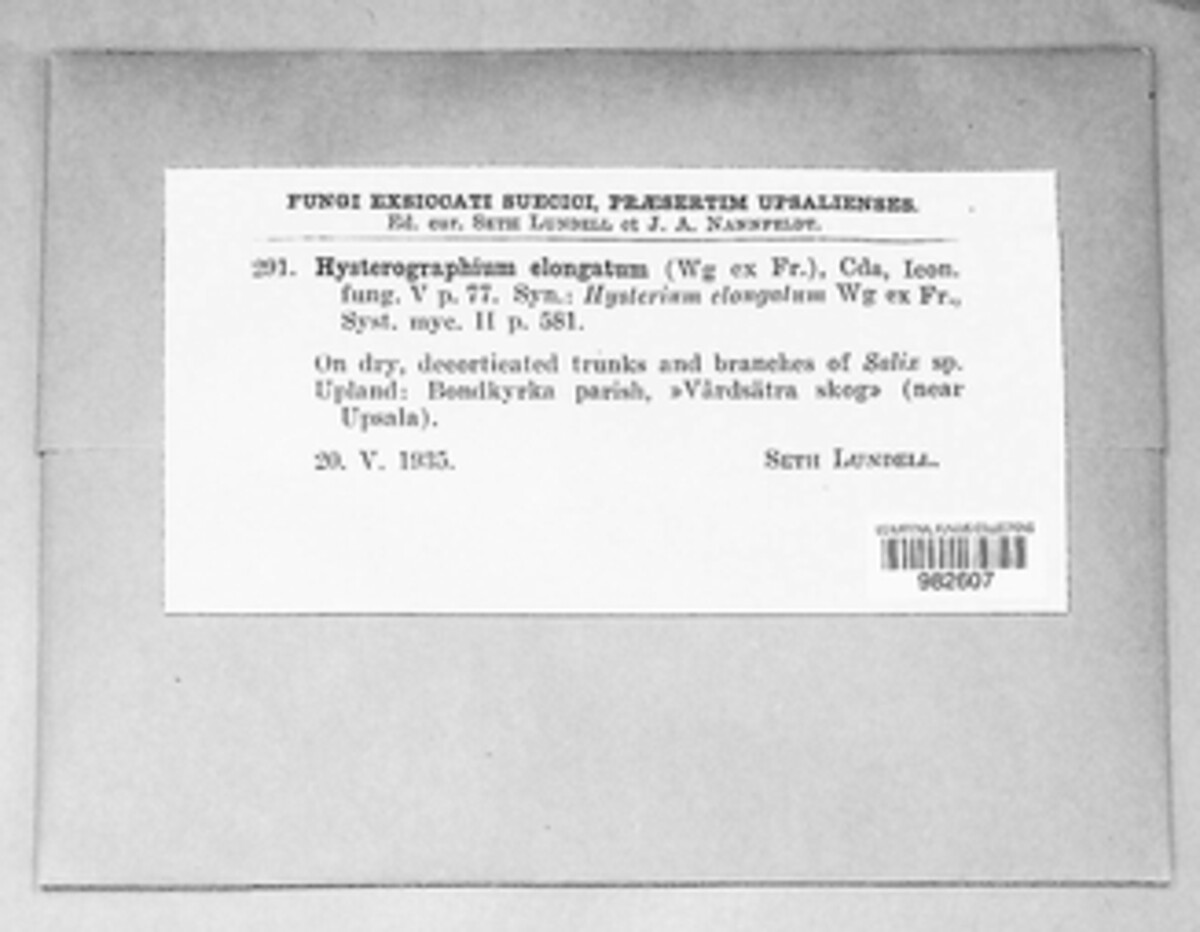 FUNGI EXSICCATI SUECICI, PRÆSERTIM UPSALIENSES.
Ed. cur. SETH LUNDELL et J. A. NANNFELDT.
291. Hysterographium elongatum (Wg ex Fr.), Cda, Icon.
fung. V p. 77. Syn.: Hysterium elongatum Wg ex Fr.,
Syst. myc. II p. 581.
On dry, decorticated trunks and branches of Salix sp.
Upland: Bondkyrka parish, »Vårdsätra skog» (near
Upsala).
20. V. 1935. SETH LUNDELL.
982607